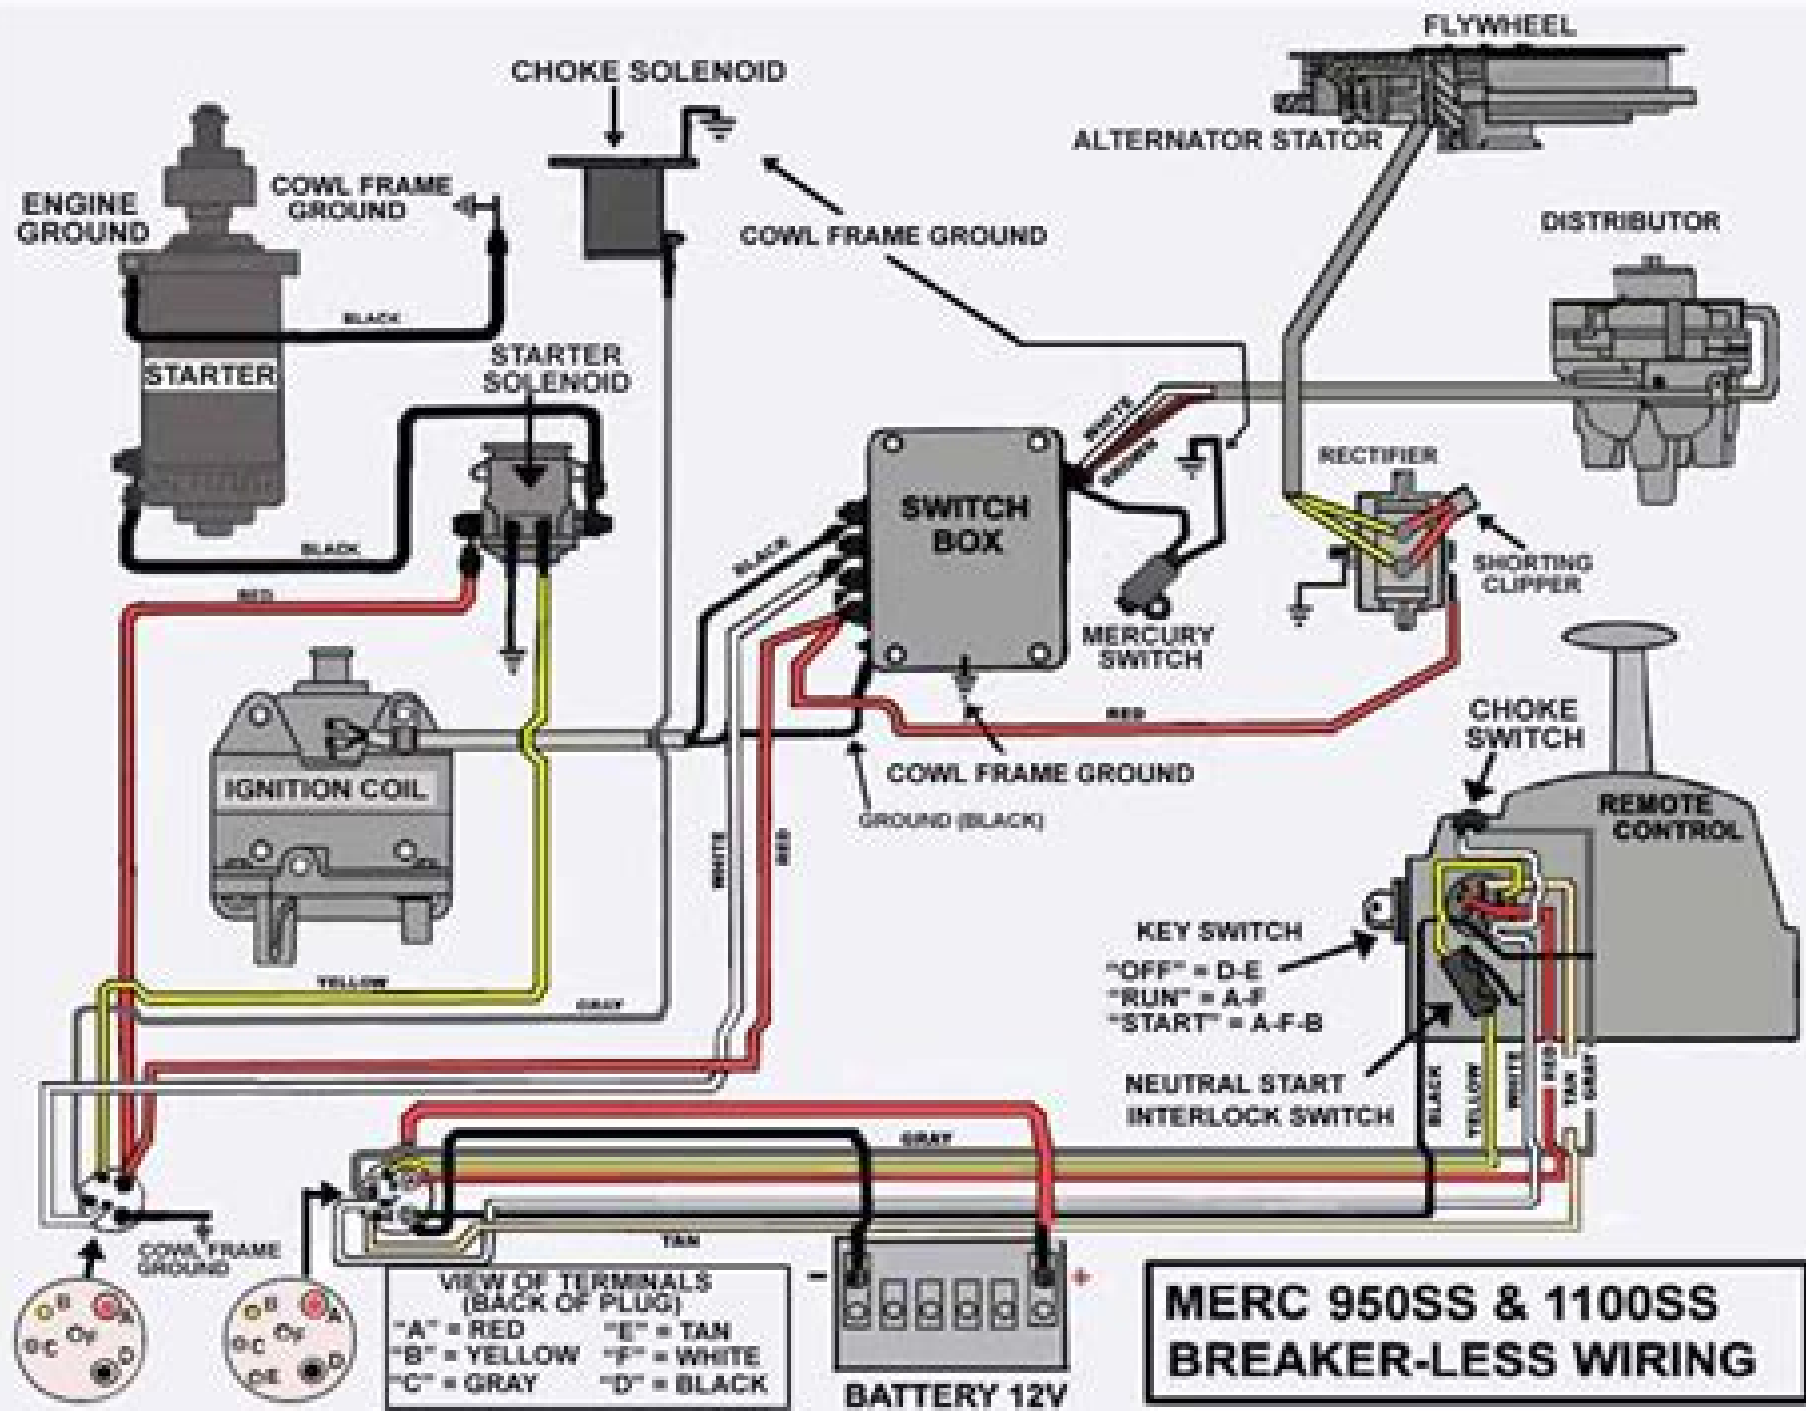 FLYWHEEL
CHOKE SOLENOID
ALTERNATOR STATOR
ENGINE
GROUND
COWL FRAME
GROUND
COWL FRAME GROUND
DISTRIBUTOR
BLACK
STARTER
STARTER
SOLENOID
WHITE
BROWN
RECTIFIER
SWITCH
BOX
BLACK
BLACK
SHORTING
CLIPPER
RED
MERCURY
SWITCH
RED
CHOKE
SWITCH
IGNITION COIL
COWL FRAME GROUND
GROUND (BLACK)
REMOTE
CONTROL
WHITE
RED
KEY SWITCH
"OFF" = D-E
"RUN" = A-F
"START" = A-F-B
YELLOW
GRAY
NEUTRAL START
INTERLOCK SWITCH
BLACK
YELLOW
WHITE
RED
TAN
GRAY
GRAY
TAN
COWL FRAME
GROUND
B A C F D
B A C F E D
VIEW OF TERMINALS
(BACK OF PLUG)
"A" = RED "E" = TAN
"B" = YELLOW "F" = WHITE
"C" = GRAY "D" = BLACK
- +
BATTERY 12V
MERC 950SS & 1100SS
BREAKER-LESS WIRING